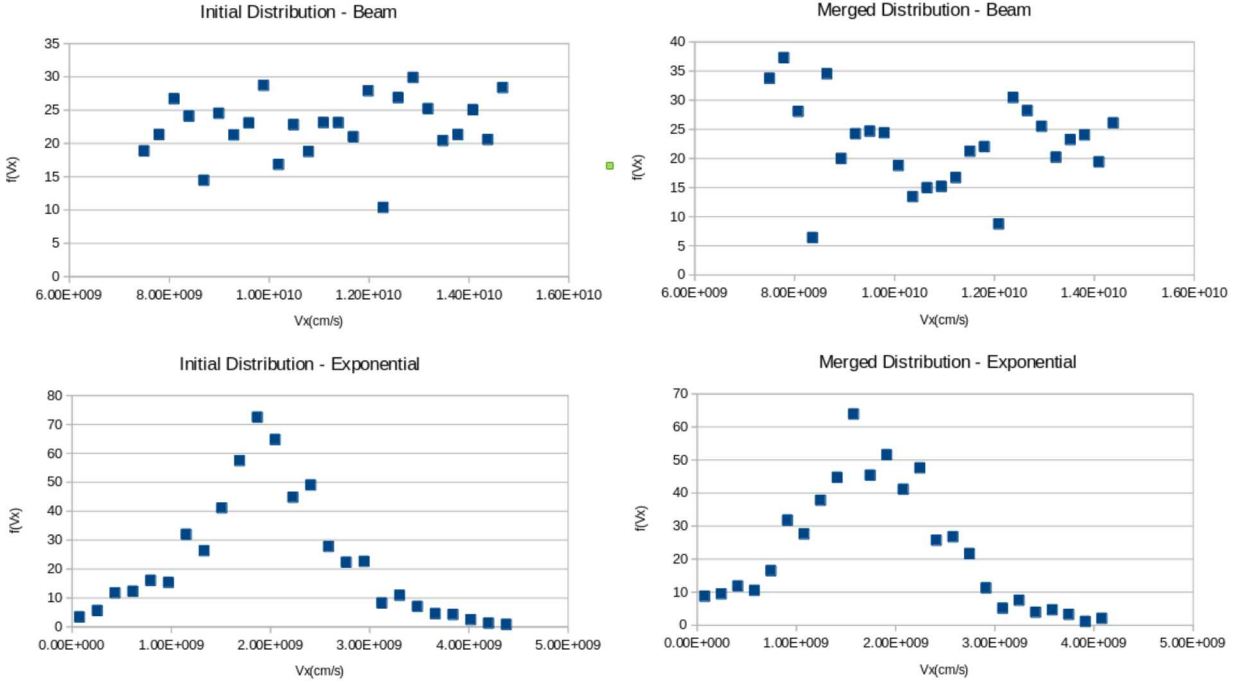 Initial Distribution - Beam
35
30
25
20
15
10
5
0
f(Vx)
6.00E+009 8.00E+009 1.00E+010 1.20E+010 1.40E+010 1.60E+010
Vx(cm/s)
Merged Distribution - Beam
40
35
30
25
20
15
10
5
0
f(Vx)
6.00E+009 8.00E+009 1.00E+010 1.20E+010 1.40E+010 1.60E+010
Vx(cm/s)
Initial Distribution - Exponential
80
70
60
50
40
30
20
10
0
f(Vx)
0.00E+000 1.00E+009 2.00E+009 3.00E+009 4.00E+009 5.00E+009
Vx(cm/s)
Merged Distribution - Exponential
70
60
50
40
30
20
10
0
f(Vx)
0.00E+000 1.00E+009 2.00E+009 3.00E+009 4.00E+009 5.00E+009
Vx(cm/s)